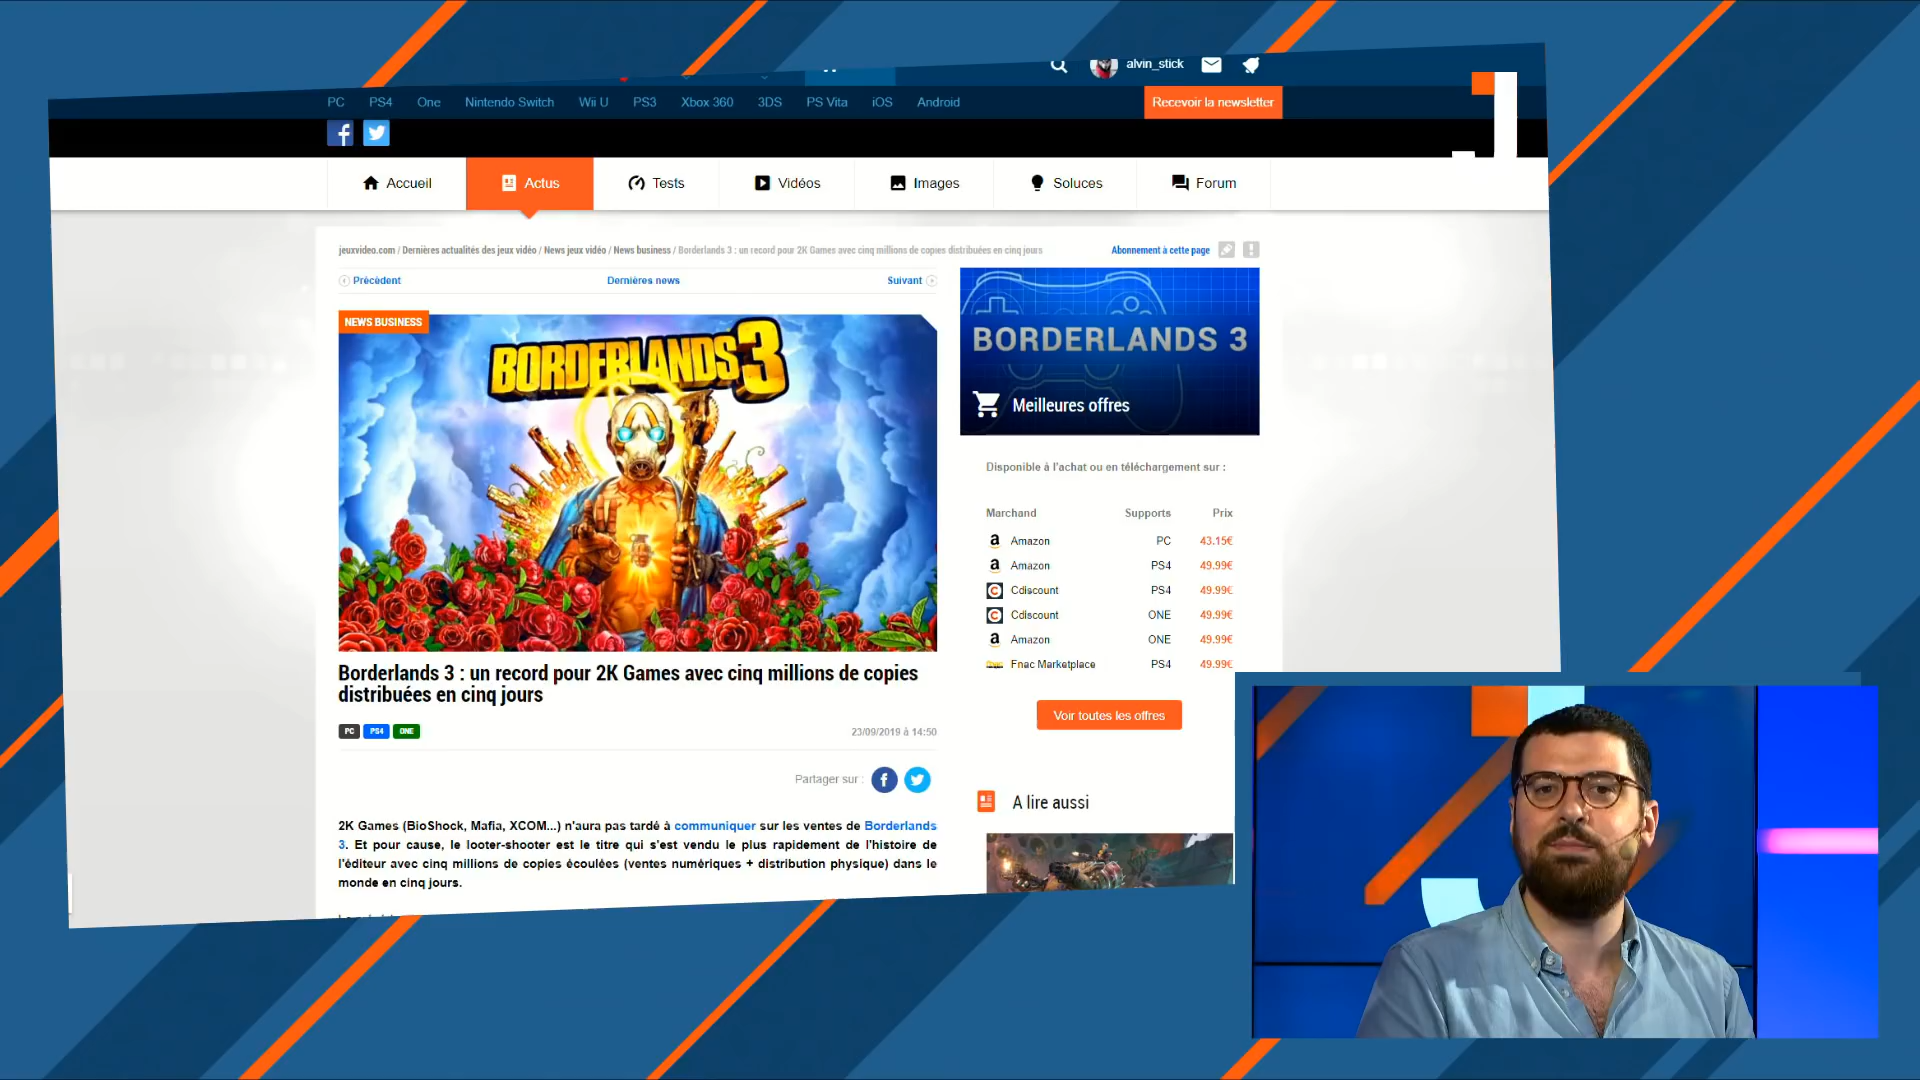 alvin_stick
PC PS4 One Nintendo Switch Wii U PS3 Xbox 360 3DS PS Vita iOS Android
Recevoir la newsletter
Accueil Actus Tests Vidéos Images Soluces Forum
jeuxvideo.com / Dernières actualités des jeux vidéo / News jeux vidéo / News business / Borderlands 3 : un record pour 2K Games avec cinq millions de copies distribuées en cinq jours
Abonnement à cette page
Précédent Dernières news Suivant
NEWS BUSINESS
BORDERLANDS 3
Borderlands 3 : un record pour 2K Games avec cinq millions de copies
distribuées en cinq jours
PC PS4 ONE
23/09/2019 à 14:50
Partager sur :
2K Games (BioShock, Mafia, XCOM...) n'aura pas tardé à communiquer sur les ventes de Borderlands
3. Et pour cause, le looter-shooter est le titre qui s'est vendu le plus rapidement de l'histoire de
l'éditeur avec cinq millions de copies écoulées (ventes numériques + distribution physique) dans le
monde en cinq jours.
BORDERLANDS 3
Meilleures offres
Disponible à l'achat ou en téléchargement sur :
Marchand Supports Prix
Amazon PC 43.15€
Amazon PS4 49.99€
Cdiscount PS4 49.99€
Cdiscount ONE 49.99€
Amazon ONE 49.99€
Fnac Marketplace PS4 49.99€
Voir toutes les offres
A lire aussi